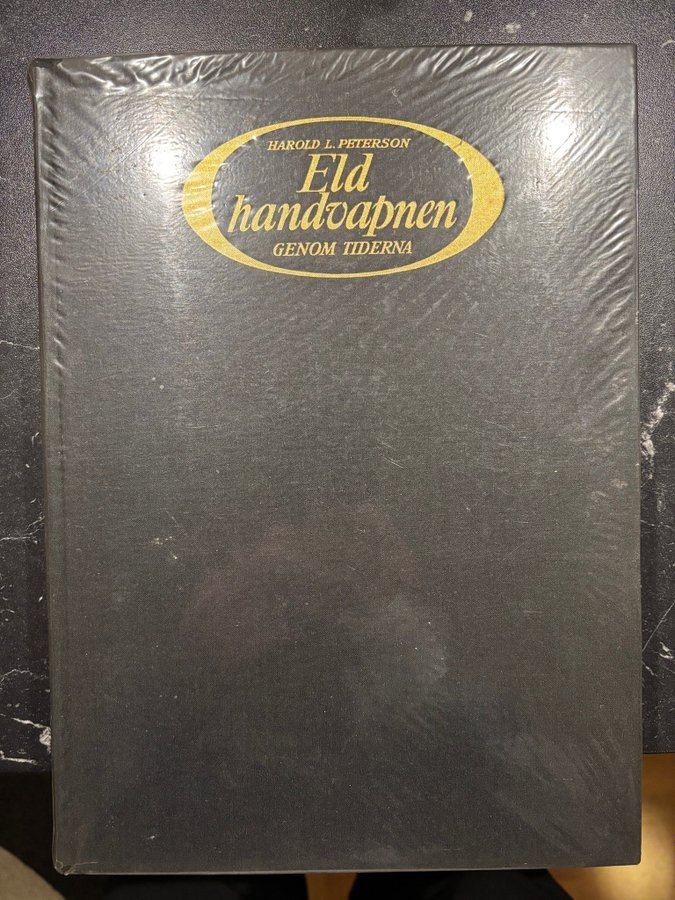 HAROLD L. PETERSON
Eld
handvapnen
GENOM TIDERNA